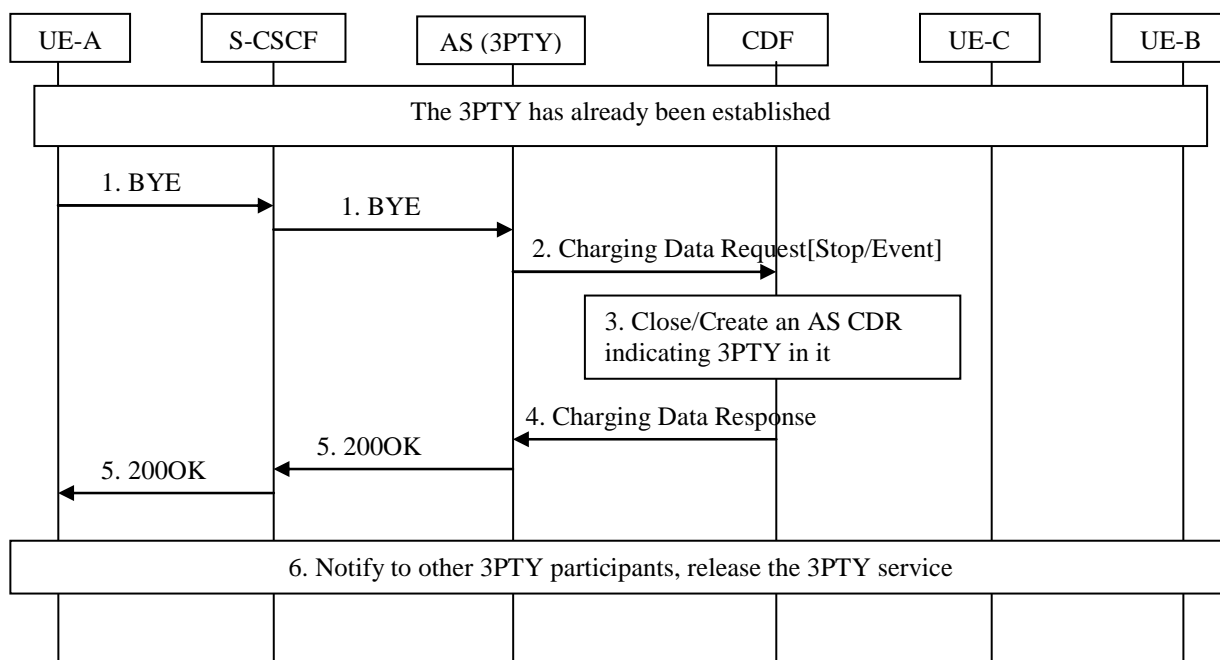 UE-A
S-CSCF
AS (3PTY)
CDF
UE-C
UE-B
The 3PTY has already been established
1. BYE
1. BYE
2. Charging Data Request[Stop/Event]
3. Close/Create an AS CDR
indicating 3PTY in it
4. Charging Data Response
5. 200OK
5. 200OK
6. Notify to other 3PTY participants, release the 3PTY service